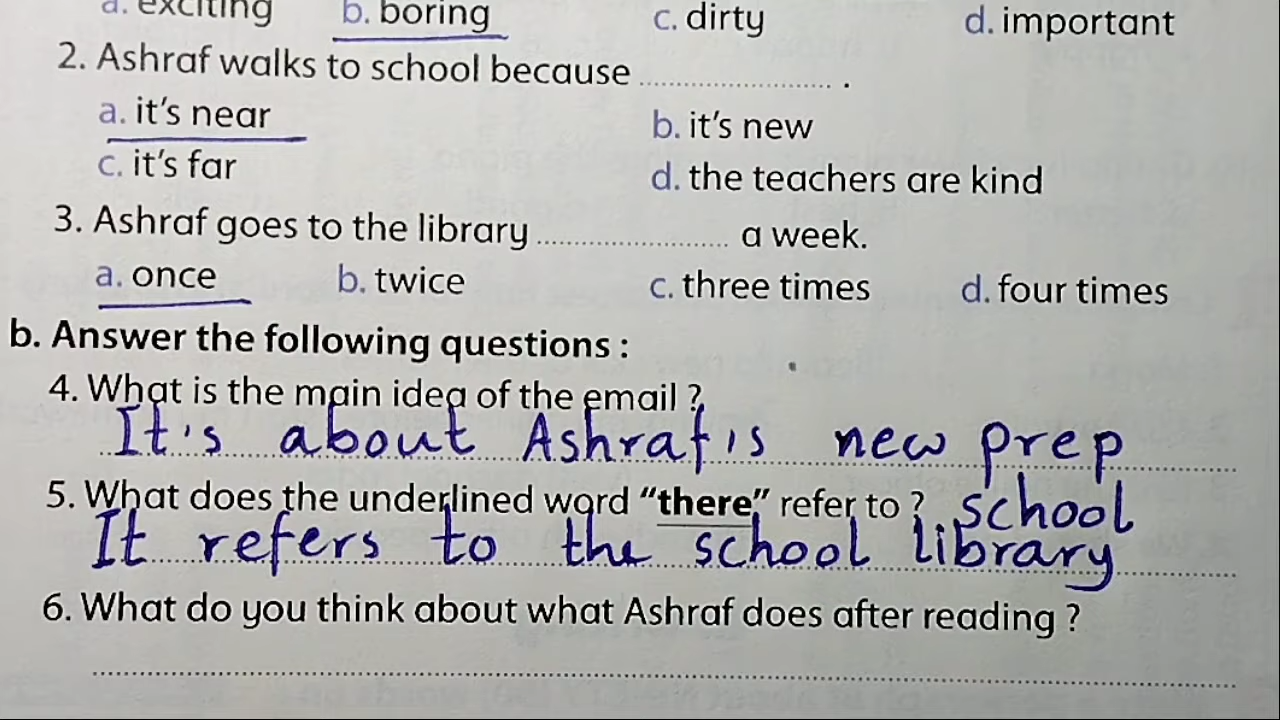 a. exciting b. boring c. dirty d. important
2. Ashraf walks to school because .................... .
a. it's near b. it's new
c. it's far d. the teachers are kind
3. Ashraf goes to the library .................... a week.
a. once b. twice c. three times d. four times
b. Answer the following questions :
4. What is the main idea of the email ?
It's about Ashraf's new prep
school
5. What does the underlined word "there" refer to ?
It refers to the school library
6. What do you think about what Ashraf does after reading ?